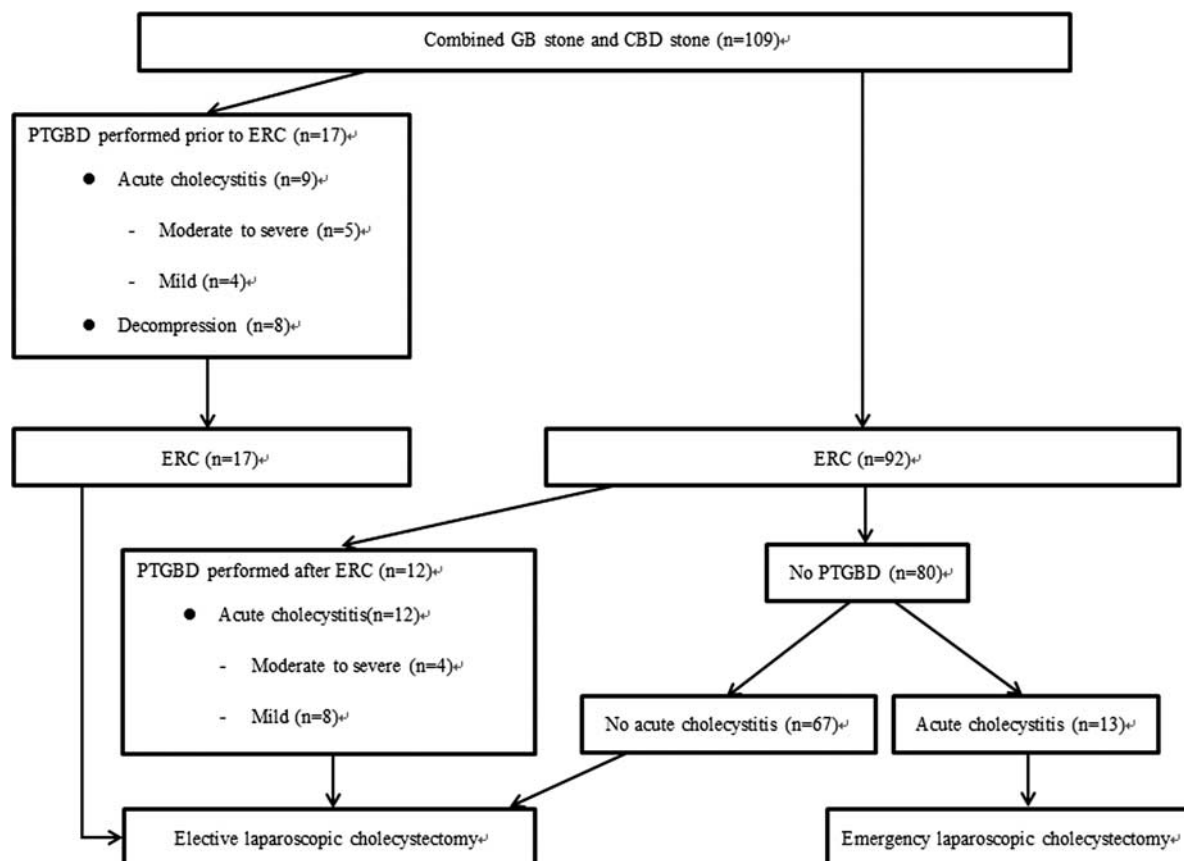 Combined GB stone and CBD stone (n=109)↵
PTGBD performed prior to ERC (n=17)↵
● Acute cholecystitis (n=9)↵
- Moderate to severe (n=5)↵
- Mild (n=4)↵
● Decompression (n=8)↵
ERC (n=17)↵
ERC (n=92)↵
PTGBD performed after ERC (n=12)↵
● Acute cholecystitis(n=12)↵
- Moderate to severe (n=4)↵
- Mild (n=8)↵
No PTGBD (n=80)↵
No acute cholecystitis (n=67)↵
Acute cholecystitis (n=13)↵
Elective laparoscopic cholecystectomy↵
Emergency laparoscopic cholecystectomy↵